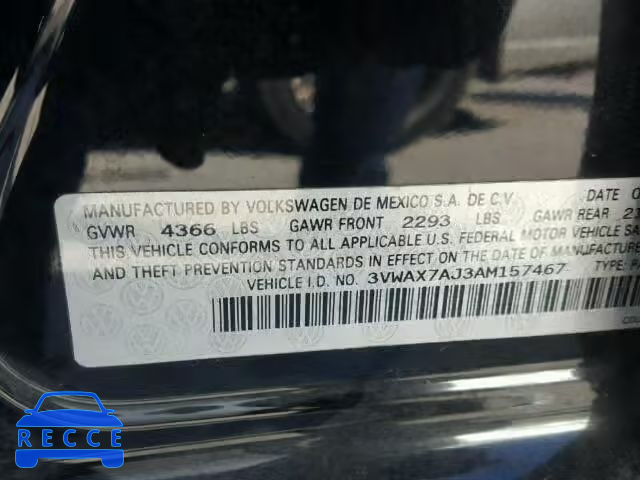 MANUFACTURED BY VOLKSWAGEN DE MEXICO S.A. DE C.V. DATE
GVWR 4366 LBS GAWR FRONT 2293 LBS GAWR REAR
THIS VEHICLE CONFORMS TO ALL APPLICABLE U.S. FEDERAL MOTOR VEHICLE
AND THEFT PREVENTION STANDARDS IN EFFECT ON THE DATE OF MAN
VEHICLE I.D. NO. 3VWAX7AJ3AM157467 TYPE
RECCE